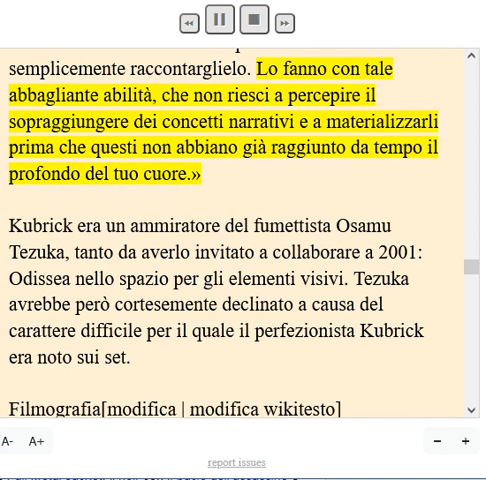 semplicemente raccontarglielo. Lo fanno con tale
abbagliante abilità, che non riesci a percepire il
sopraggiungere dei concetti narrativi e a materializzarli
prima che questi non abbiano già raggiunto da tempo il
profondo del tuo cuore.»
Kubrick era un ammiratore del fumettista Osamu
Tezuka, tanto da averlo invitato a collaborare a 2001:
Odissea nello spazio per gli elementi visivi. Tezuka
avrebbe però cortesemente declinato a causa del
carattere difficile per il quale il perfezionista Kubrick
era noto sui set.
Filmografia[modifica | modifica wikitesto]
A- A+ − +
report issues